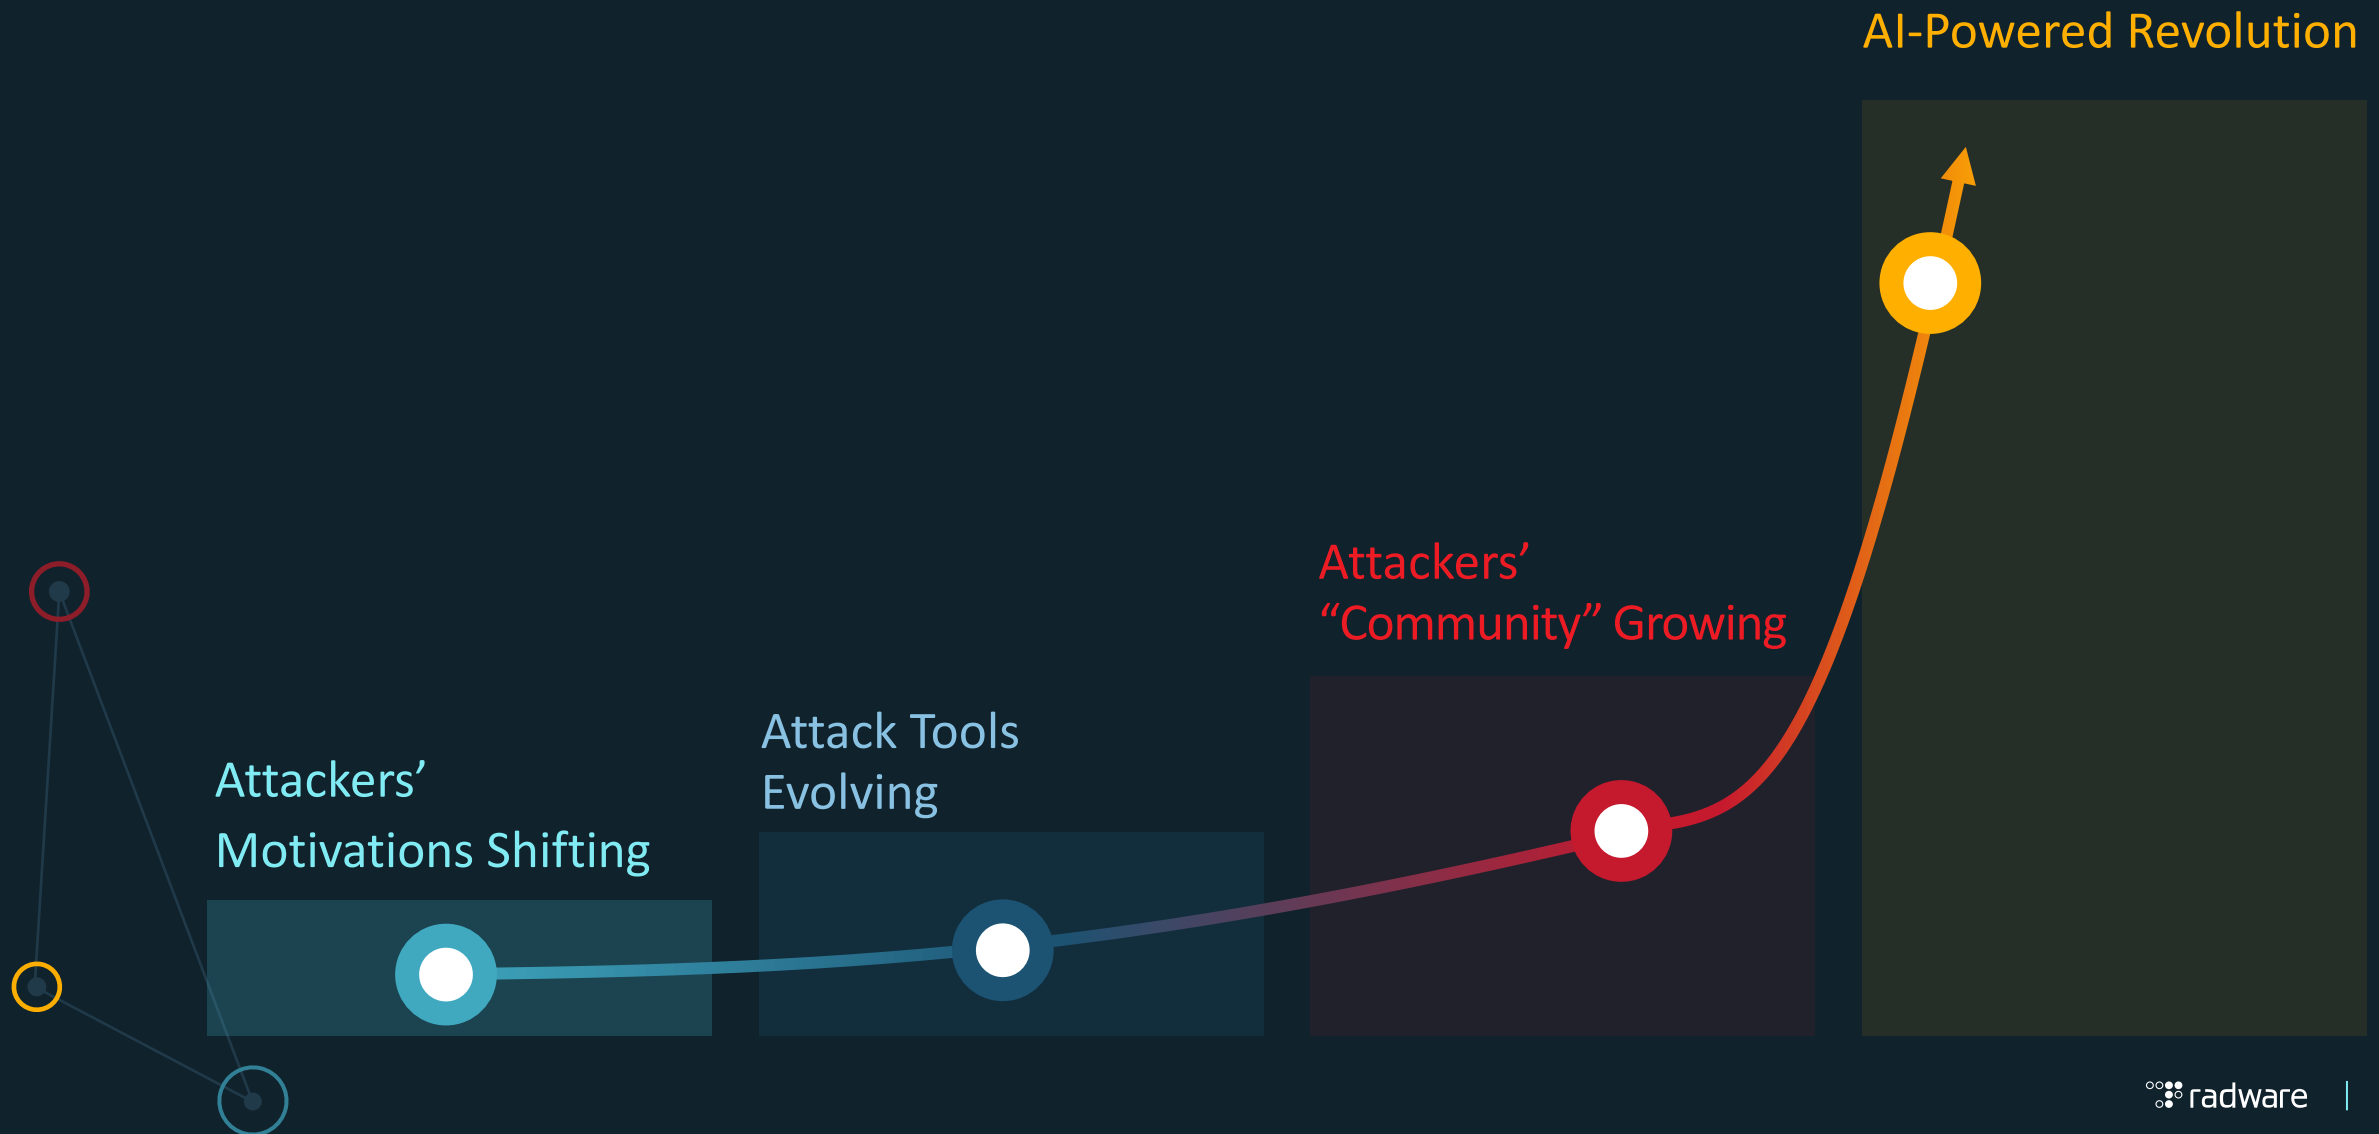 AI-Powered Revolution
Attackers’
“Community” Growing
Attack Tools
Evolving
Attackers’
Motivations Shifting
radware